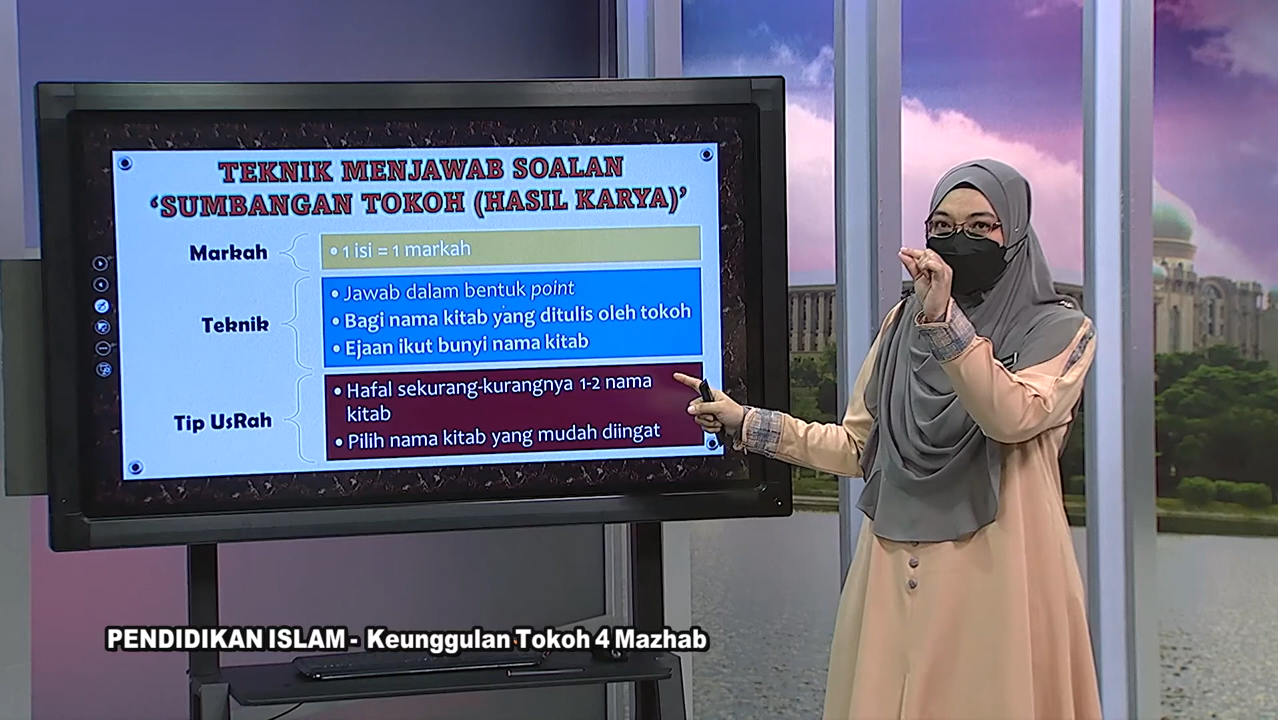 TEKNIK MENJAWAB SOALAN
‘SUMBANGAN TOKOH (HASIL KARYA)’
Markah
• 1 isi = 1 markah
Teknik
• Jawab dalam bentuk point
• Bagi nama kitab yang ditulis oleh tokoh
• Ejaan ikut bunyi nama kitab
Tip UsRah
• Hafal sekurang-kurangnya 1-2 nama
kitab
• Pilih nama kitab yang mudah diingat
PENDIDIKAN ISLAM - Keunggulan Tokoh 4 Mazhab